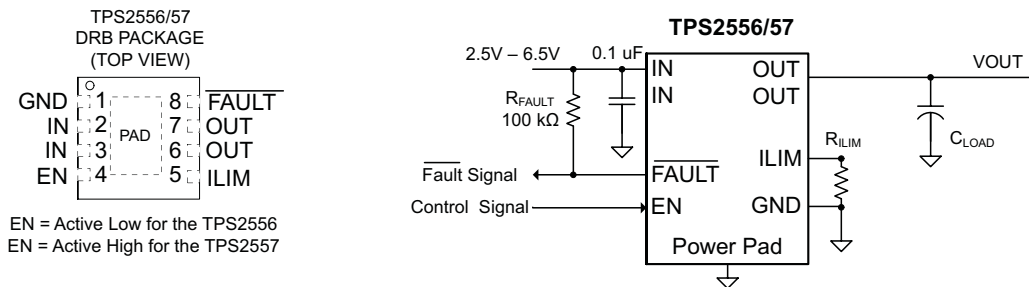 TPS2556/57
DRB PACKAGE
(TOP VIEW)
GND 1 8 FAULT
IN 2 PAD 7 OUT
IN 3 6 OUT
EN 4 5 ILIM
EN = Active Low for the TPS2556
EN = Active High for the TPS2557
TPS2556/57
2.5V – 6.5V 0.1 uF IN OUT VOUT
IN OUT
RFAULT
100 kΩ
CLOAD
RILIM
ILIM
Fault Signal FAULT
Control Signal EN GND
Power Pad